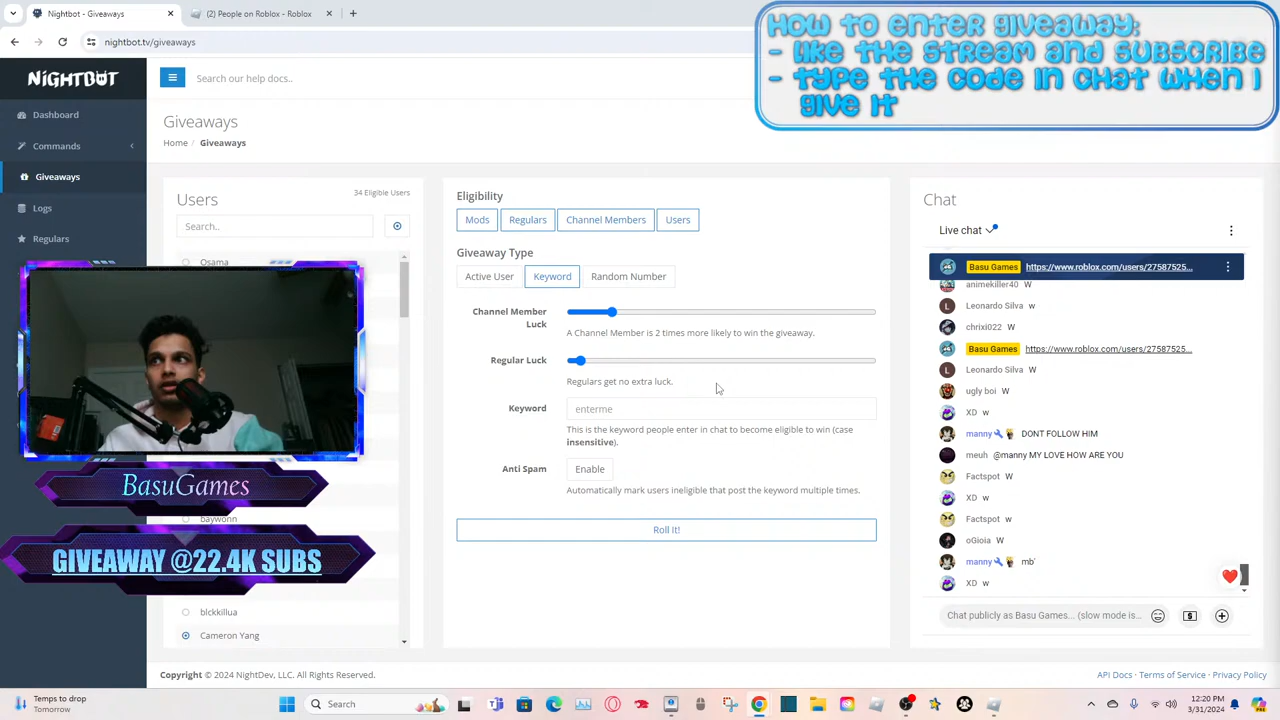 Nightbot - Giveaways
(2) People on Roblox - Roblox
nightbot.tv/giveaways
HOW TO ENTER GIVEAWAY:
- LIKE THE STREAM AND SUBSCRIBE
- TYPE THE CODE IN CHAT WHEN I
GIVE IT
NIGHTBOT
Search our help docs..
Dashboard
Commands
Giveaways
Logs
Regulars
Giveaways
Home / Giveaways
Users
34 Eligible Users
Search..
Osama
baywonn
blckkillua
Cameron Yang
BasuGames
GIVEAWAY @22.4K SUBS
Eligibility
Mods
Regulars
Channel Members
Users
Giveaway Type
Active User
Keyword
Random Number
Channel Member
Luck
A Channel Member is 2 times more likely to win the giveaway.
Regular Luck
Regulars get no extra luck.
Keyword
enterme
This is the keyword people enter in chat to become eligible to win (case
insensitive).
Anti Spam
Enable
Automatically mark users ineligible that post the keyword multiple times.
Roll It!
Chat
Live chat
Basu Games https://www.roblox.com/users/27587525...
animekiller40 W
Leonardo Silva w
chrixi022 W
Basu Games https://www.roblox.com/users/27587525...
Leonardo Silva W
ugly boi W
XD w
manny DONT FOLLOW HIM
meuh @manny MY LOVE HOW ARE YOU
Factspot W
XD w
Factspot w
oGioia W
manny mb'
XD w
Chat publicly as Basu Games... (slow mode is...
Copyright © 2024 NightDev, LLC. All Rights Reserved.
API Docs - Terms of Service - Privacy Policy
Temps to drop
Tomorrow
Search
12:20 PM
3/31/2024